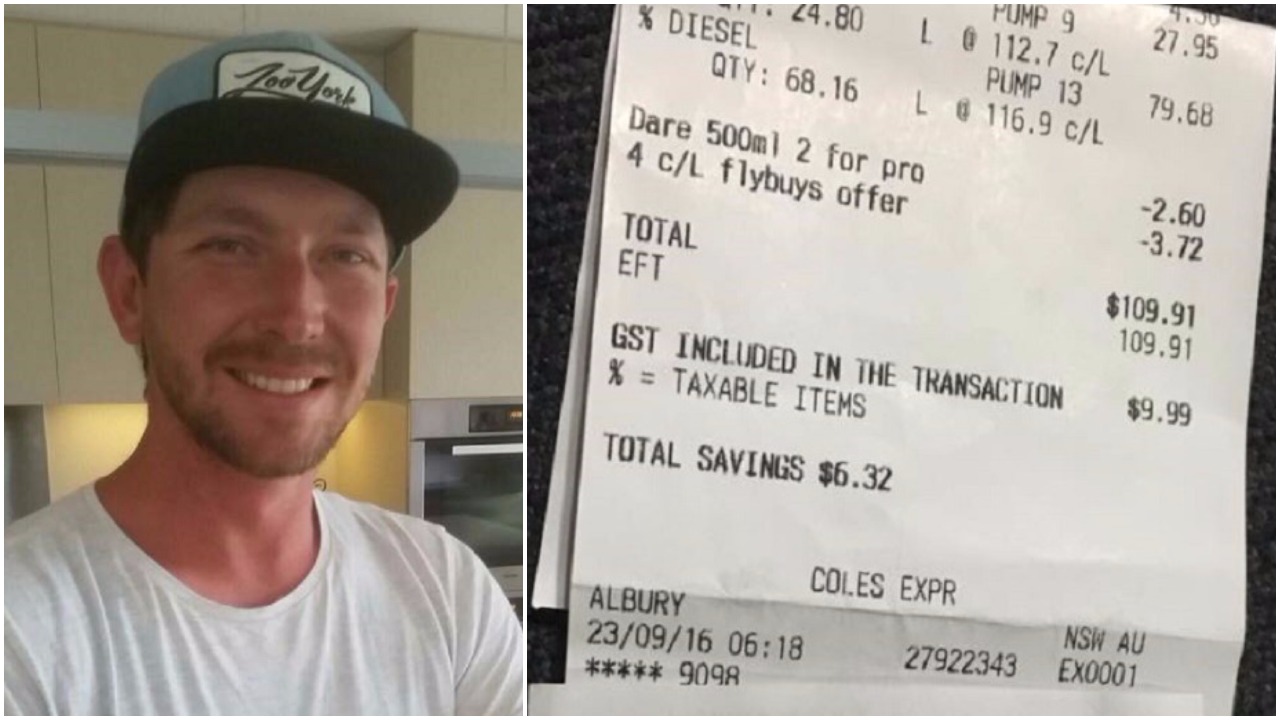 Zoo York
QTY: 24.80 L @ 112.7 c/L 27.95
PUMP 9
% DIESEL
PUMP 13
QTY: 68.16 L @ 116.9 c/L 79.68
Dare 500ml 2 for pro -2.60
4 c/L flybuys offer -3.72
TOTAL $109.91
EFT 109.91
GST INCLUDED IN THE TRANSACTION $9.99
% = TAXABLE ITEMS
TOTAL SAVINGS $6.32
COLES EXPR
ALBURY NSW AU
23/09/16 06:18 27922343 EX0001
***** 9098